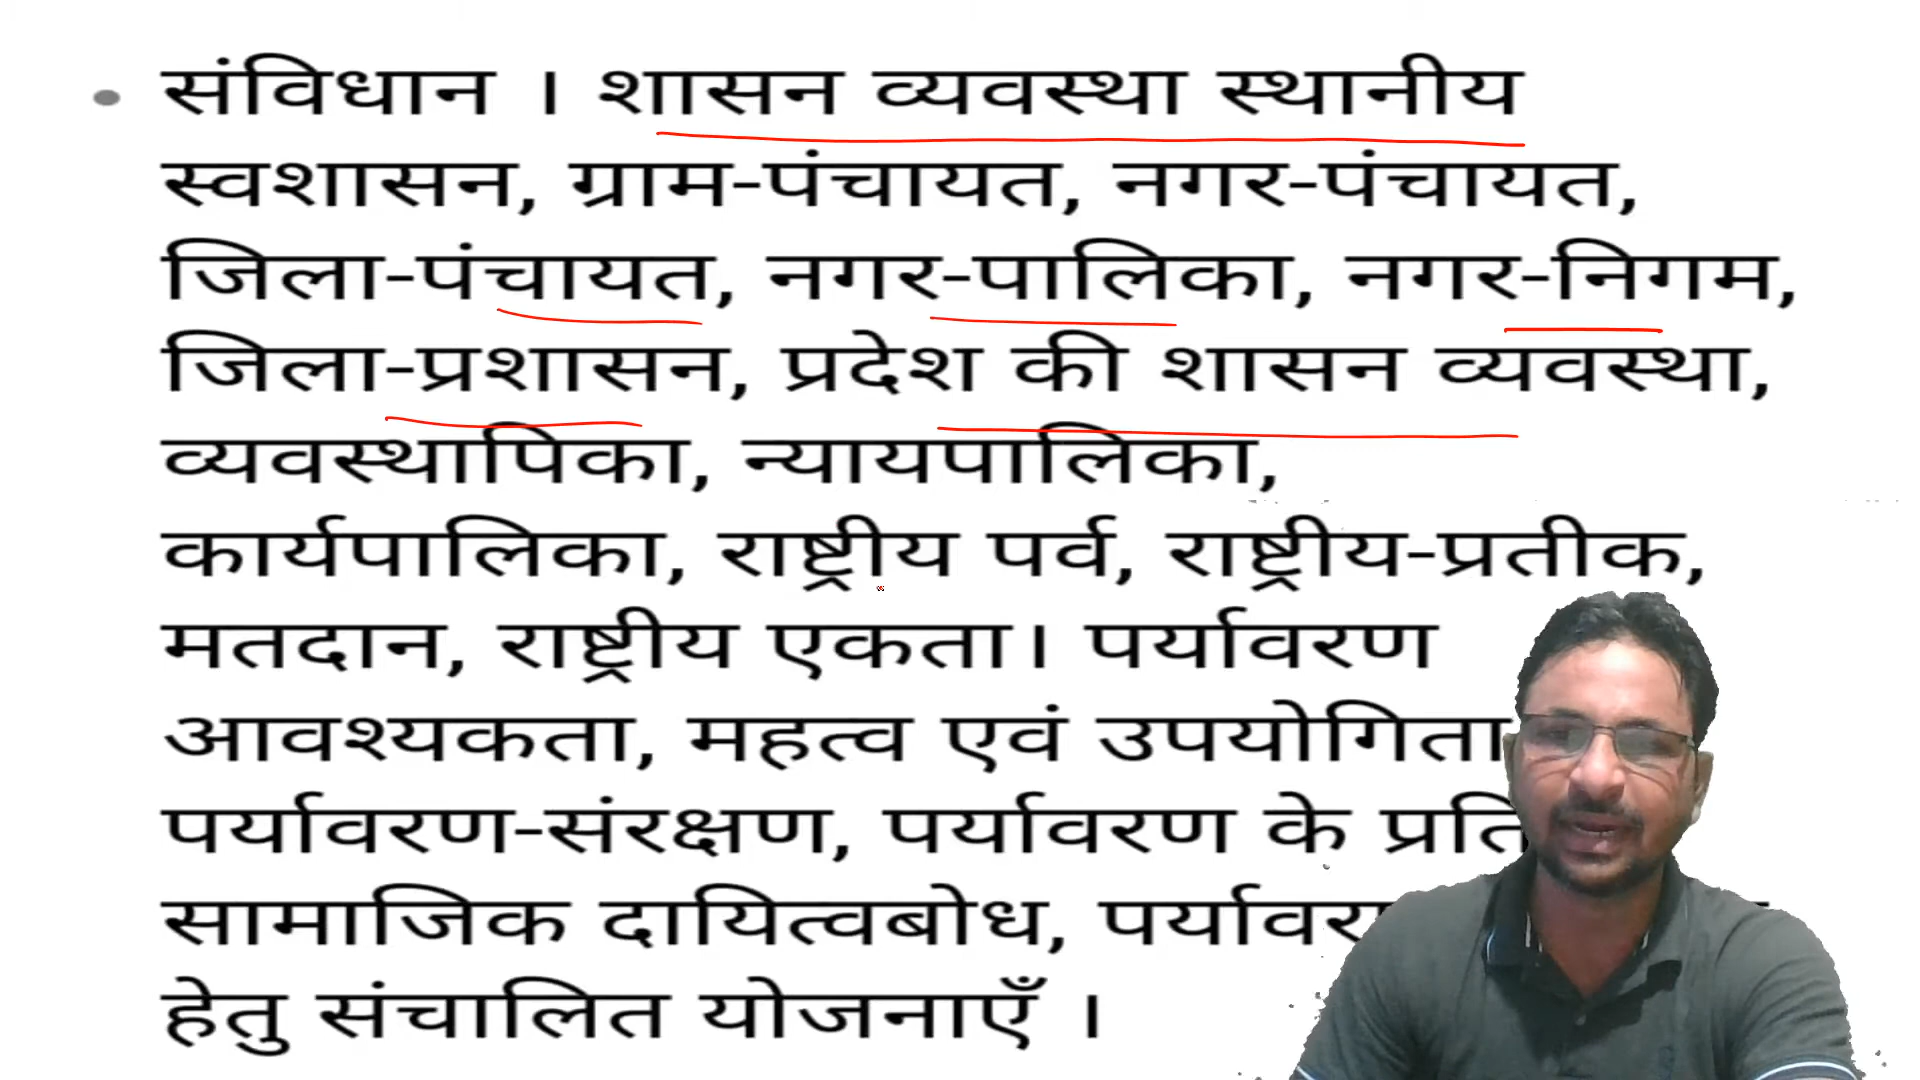 संविधान । शासन व्यवस्था स्थानीय
स्वशासन, ग्राम-पंचायत, नगर-पंचायत,
जिला-पंचायत, नगर-पालिका, नगर-निगम,
जिला-प्रशासन, प्रदेश की शासन व्यवस्था,
व्यवस्थापिका, न्यायपालिका,
कार्यपालिका, राष्ट्रीय पर्व, राष्ट्रीय-प्रतीक,
मतदान, राष्ट्रीय एकता। पर्यावरण
आवश्यकता, महत्व एवं उपयोगिता
पर्यावरण-संरक्षण, पर्यावरण के प्रति
सामाजिक दायित्वबोध,
हेतु संचालित योजनाएँ ।